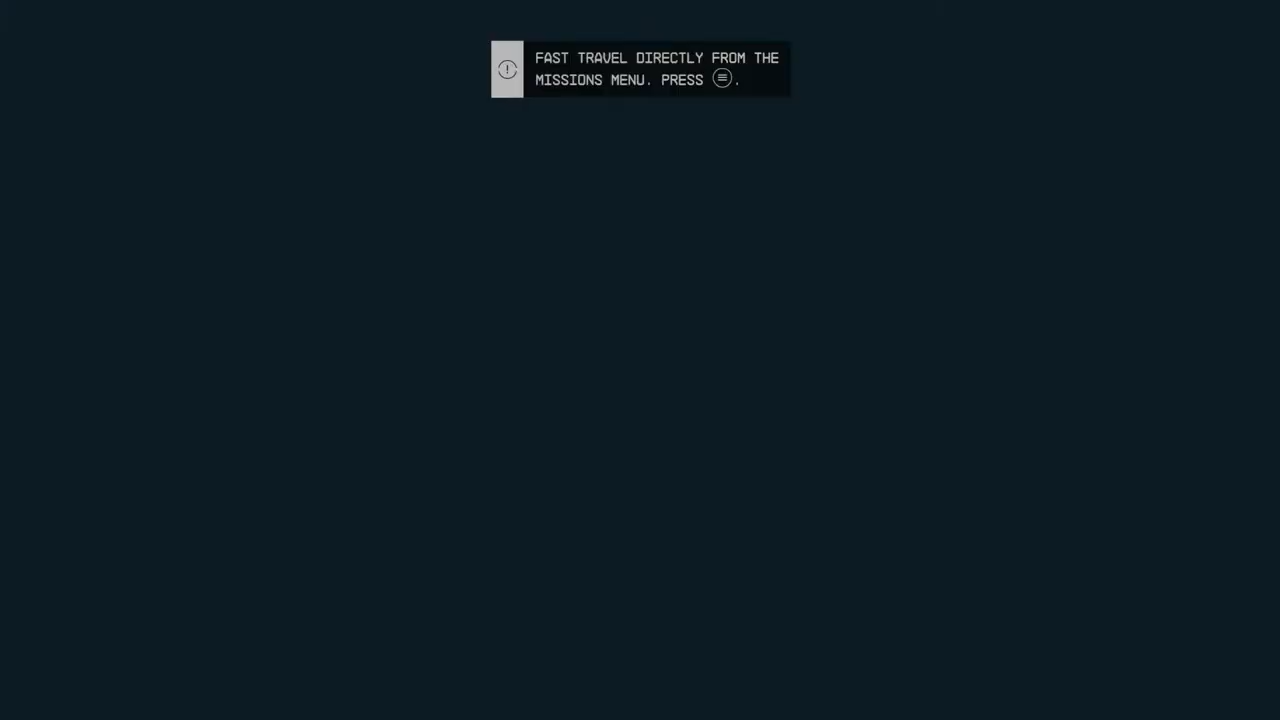 FAST TRAVEL DIRECTLY FROM THE
MISSIONS MENU. PRESS .